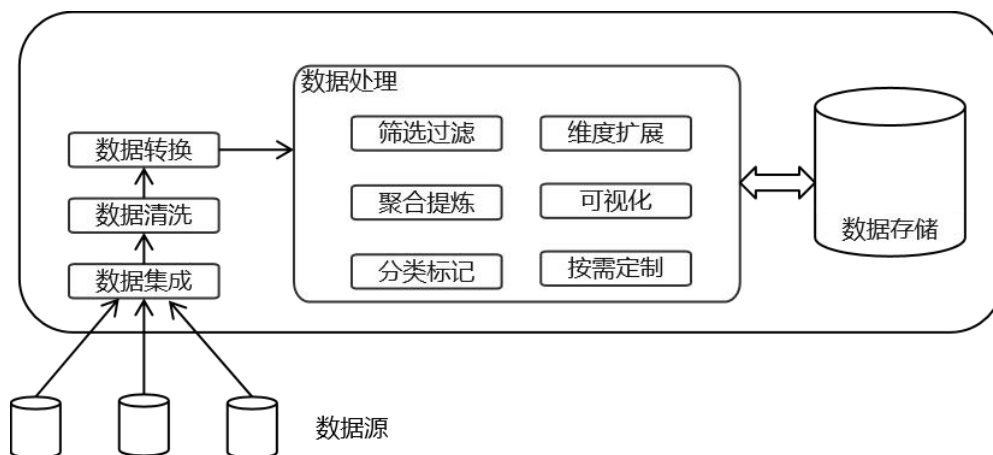 数据处理
筛选过滤
维度扩展
数据转换
聚合提炼
可视化
数据清洗
数据存储
分类标记
按需定制
数据集成
数据源